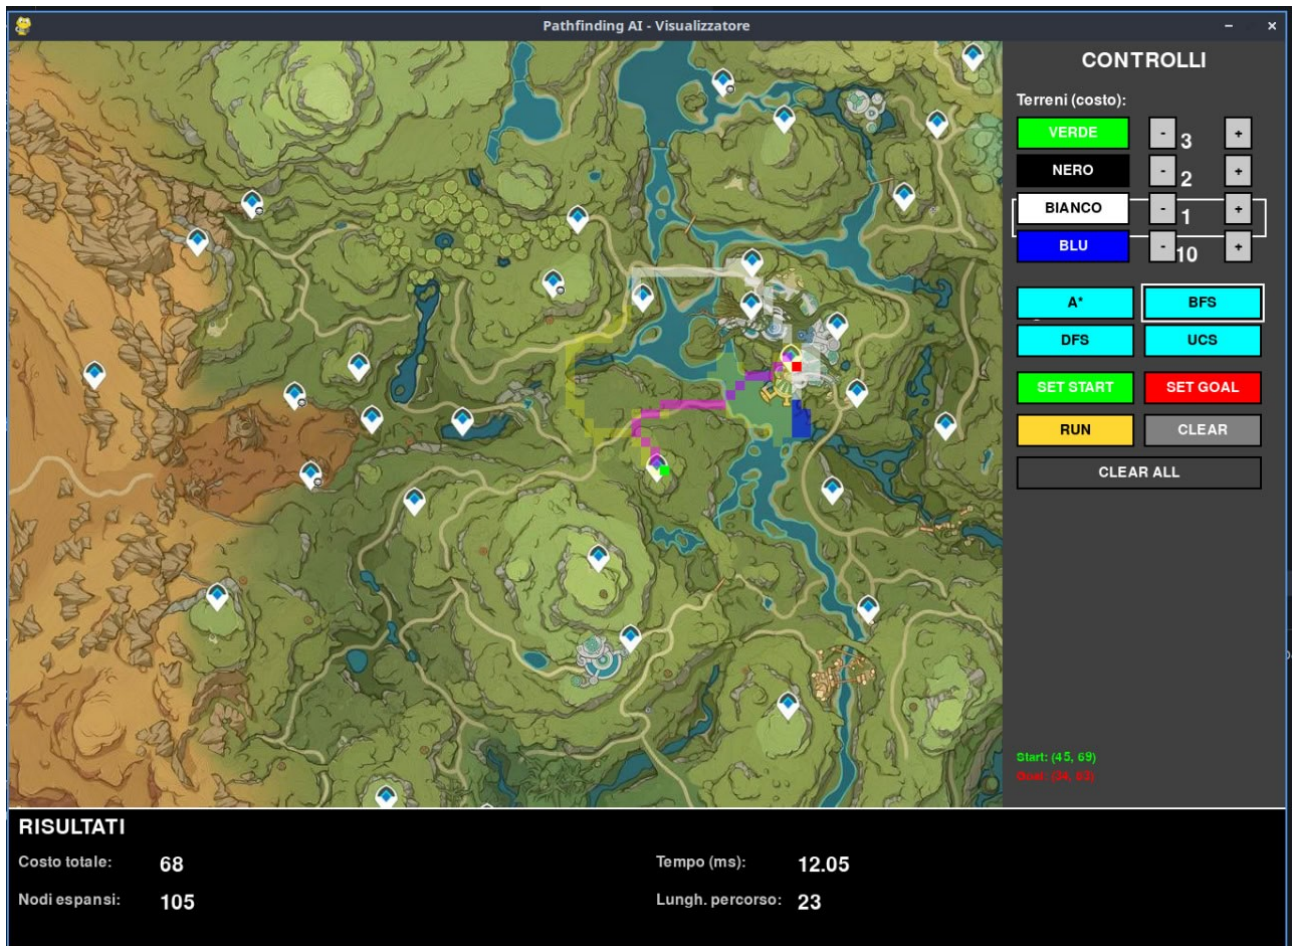 Pathfinding AI - Visualizzatore
CONTROLLI
Terreni (costo):
VERDE - 3 +
NERO - 2 +
BIANCO - 1 +
BLU - 10 +
A* BFS
DFS UCS
SET START SET GOAL
RUN CLEAR
CLEAR ALL
Start: (45, 69)
RISULTATI
Costo totale: 68 Tempo (ms): 12.05
Nodi espansi: 105 Lungh. percorso: 23